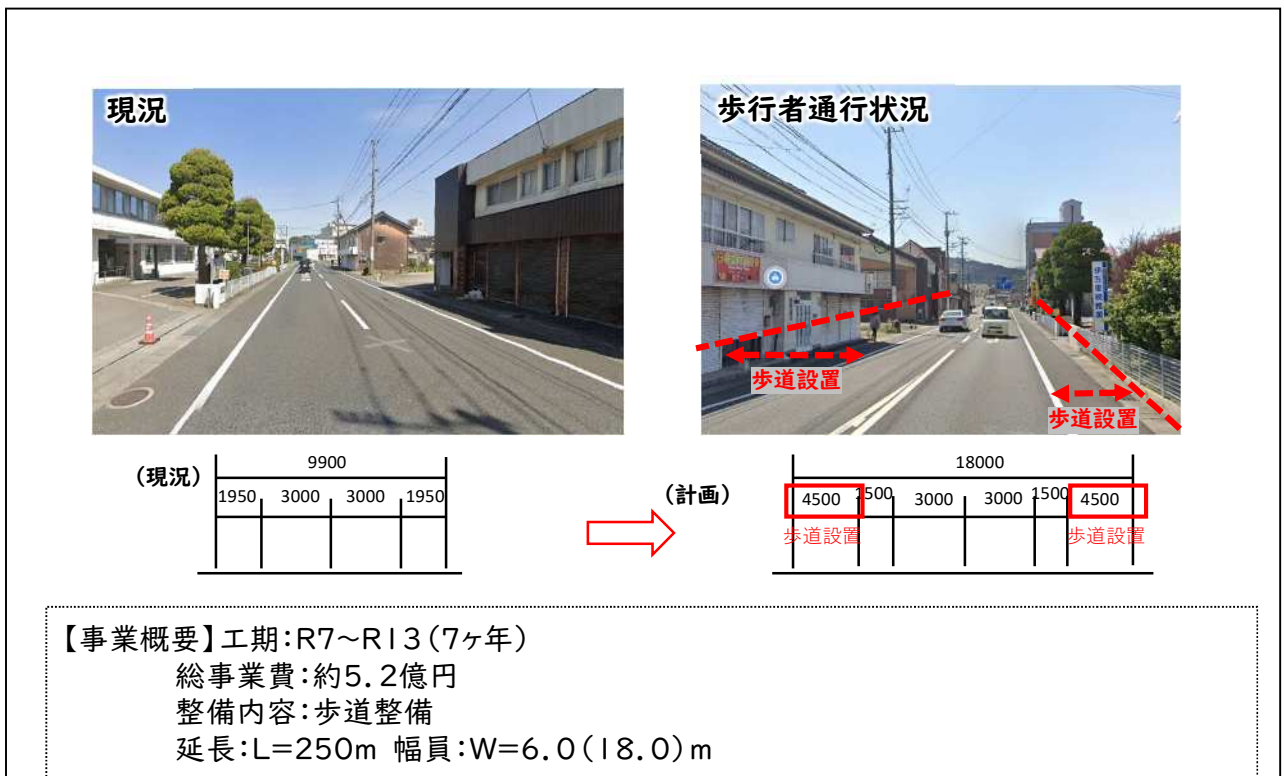 現況
歩行者通行状況
歩道設置
歩道設置
(現況)
9900
1950 3000 3000 1950
(計画)
18000
4500 1500 3000 3000 1500 4500
歩道設置
歩道設置
【事業概要】工期:R7～R13(7ヶ年)
総事業費:約5.2億円
整備内容:歩道整備
延長:L=250m 幅員:W=6.0(18.0)m